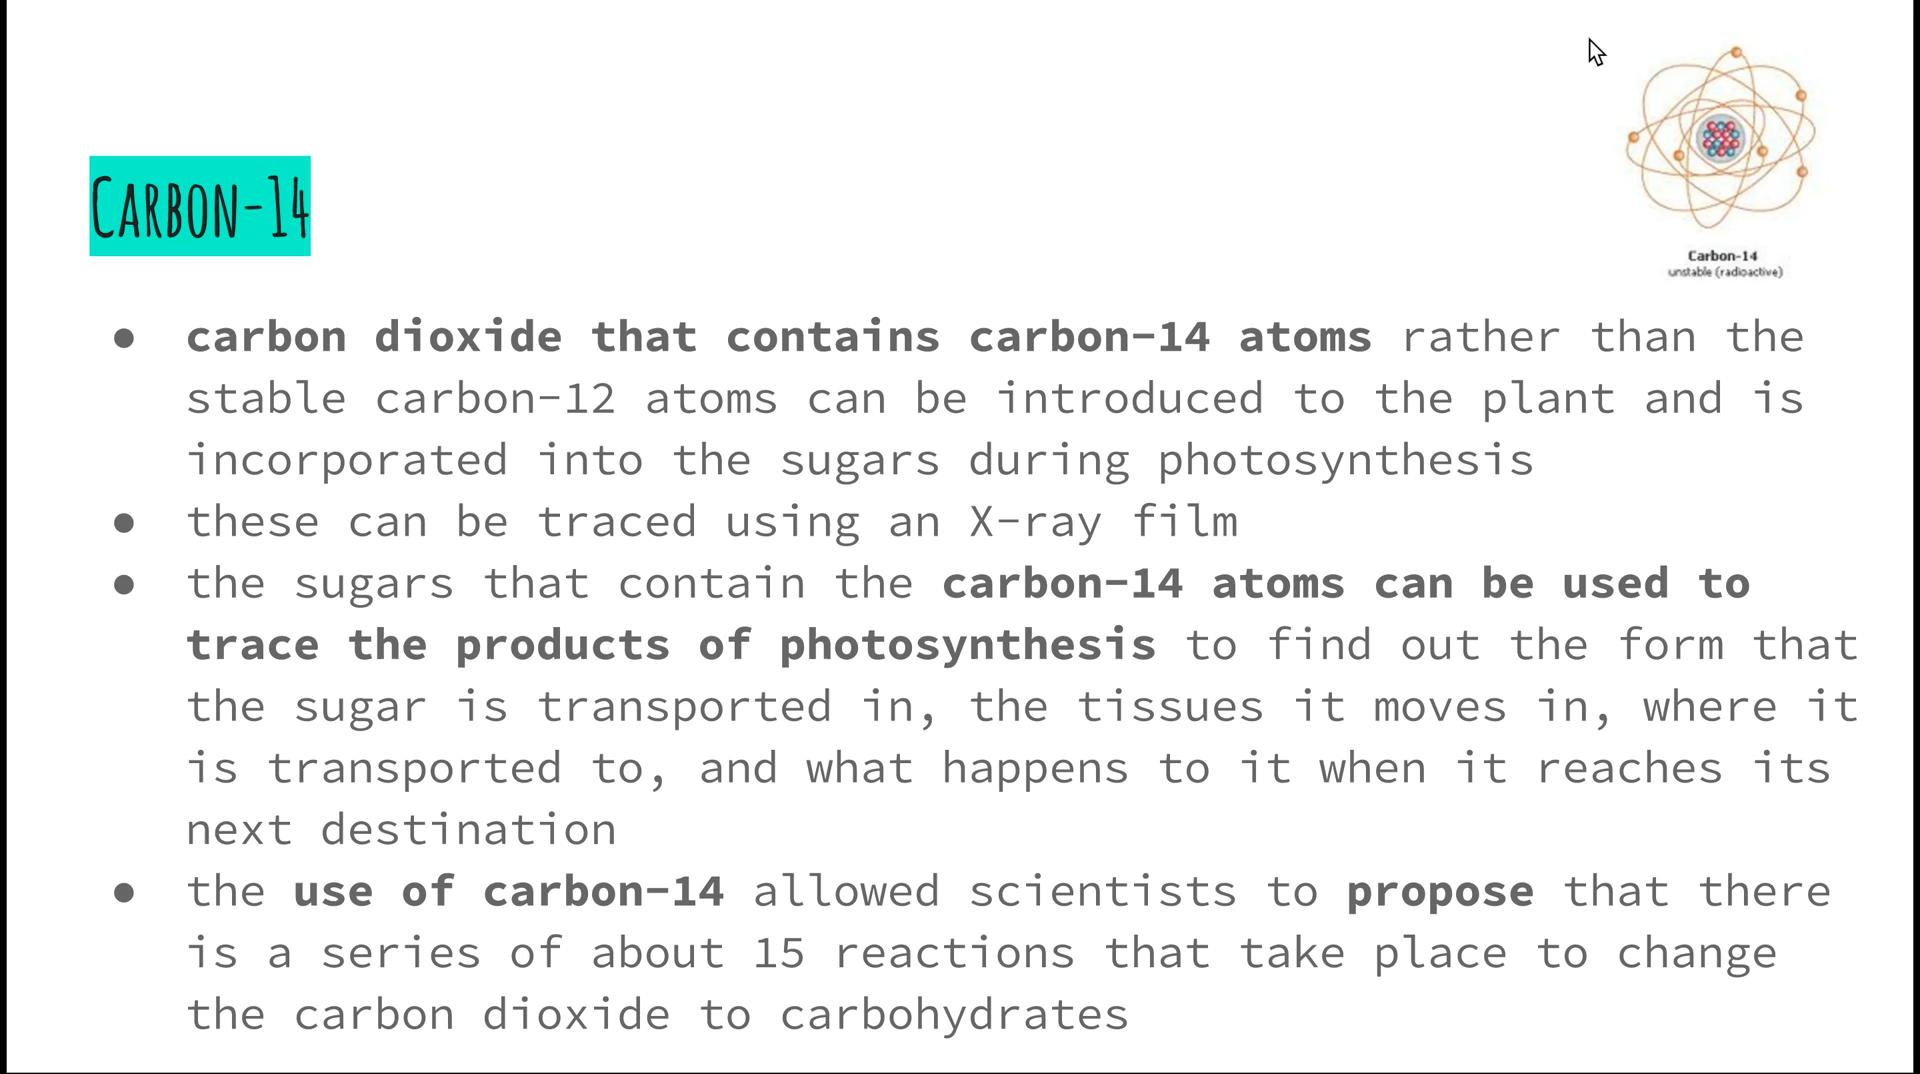 Carbon-14
unstable (radioactive)
CARBON-14
● carbon dioxide that contains carbon-14 atoms rather than the
stable carbon-12 atoms can be introduced to the plant and is
incorporated into the sugars during photosynthesis
● these can be traced using an X-ray film
● the sugars that contain the carbon-14 atoms can be used to
trace the products of photosynthesis to find out the form that
the sugar is transported in, the tissues it moves in, where it
is transported to, and what happens to it when it reaches its
next destination
● the use of carbon-14 allowed scientists to propose that there
is a series of about 15 reactions that take place to change
the carbon dioxide to carbohydrates